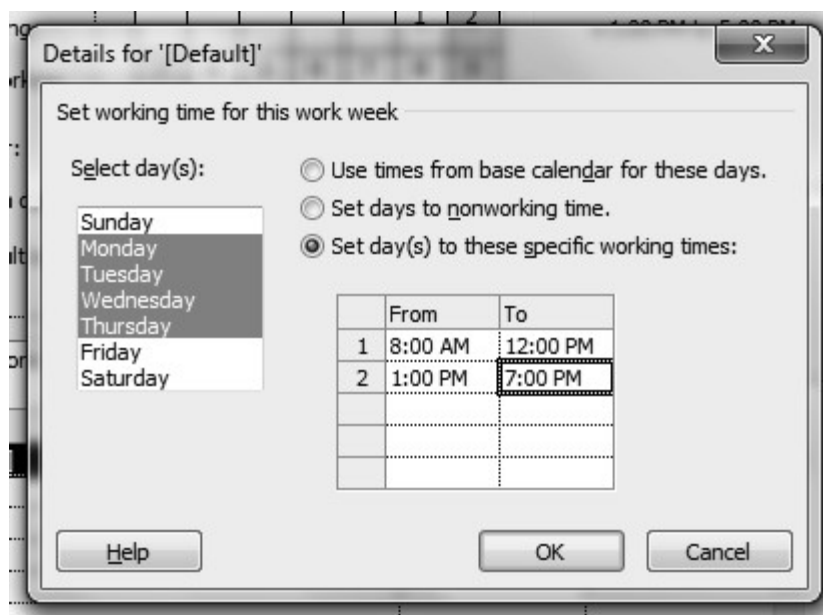 1 2
Details for '[Default]'
Set working time for this work week
Select day(s):
Use times from base calendar for these days.
Set days to nonworking time.
Set day(s) to these specific working times:
Sunday
Monday
Tuesday
Wednesday
Thursday
Friday
Saturday
From To
1 8:00 AM 12:00 PM
2 1:00 PM 7:00 PM
Help OK Cancel